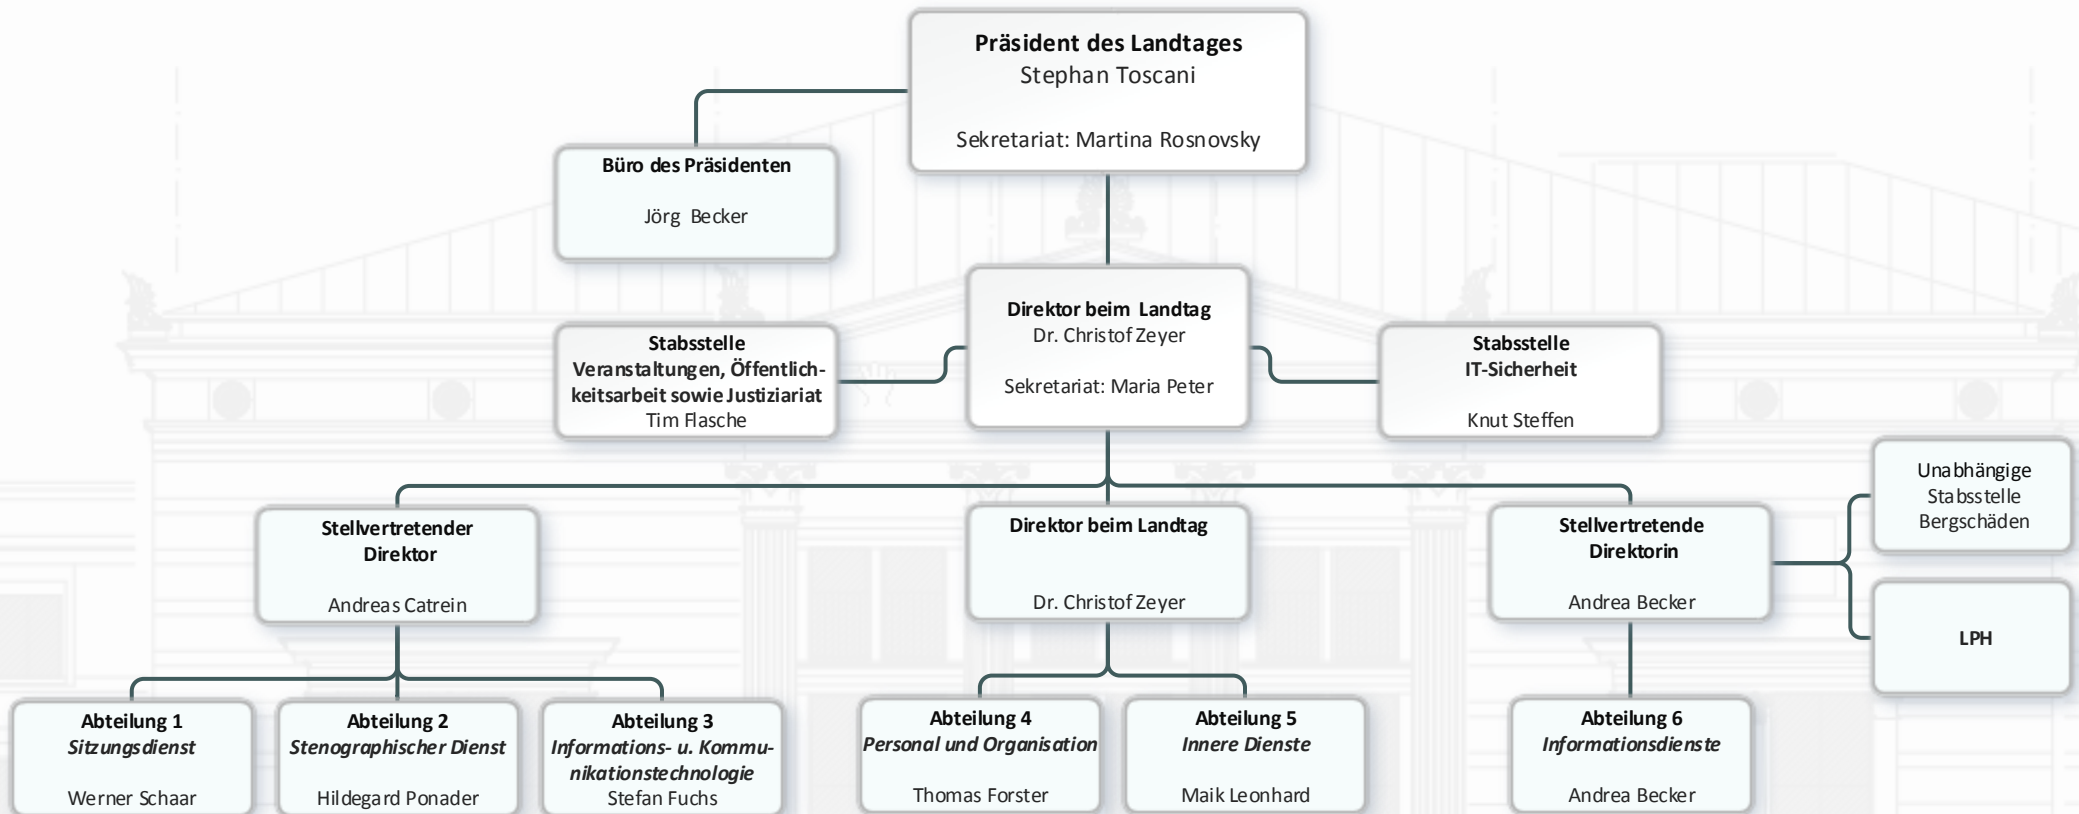 Präsident des Landtages
Stephan Toscani
Sekretariat: Martina Rosnovsky
Büro des Präsidenten
Jörg Becker
Direktor beim Landtag
Dr. Christof Zeyer
Sekretariat: Maria Peter
Stabsstelle
Veranstaltungen, Öffentlich-
keitsarbeit sowie Justiziariat
Tim Flasche
Stabsstelle
IT-Sicherheit
Knut Steffen
Unabhängige
Stabsstelle
Bergschäden
LPH
Stellvertretender
Direktor
Andreas Catrein
Direktor beim Landtag
Dr. Christof Zeyer
Stellvertretende
Direktorin
Andrea Becker
Abteilung 1
Sitzungsdienst
Werner Schaar
Abteilung 2
Stenographischer Dienst
Hildegard Ponader
Abteilung 3
Informations- u. Kommu-
nikationstechnologie
Stefan Fuchs
Abteilung 4
Personal und Organisation
Thomas Forster
Abteilung 5
Innere Dienste
Maik Leonhard
Abteilung 6
Informationsdienste
Andrea Becker